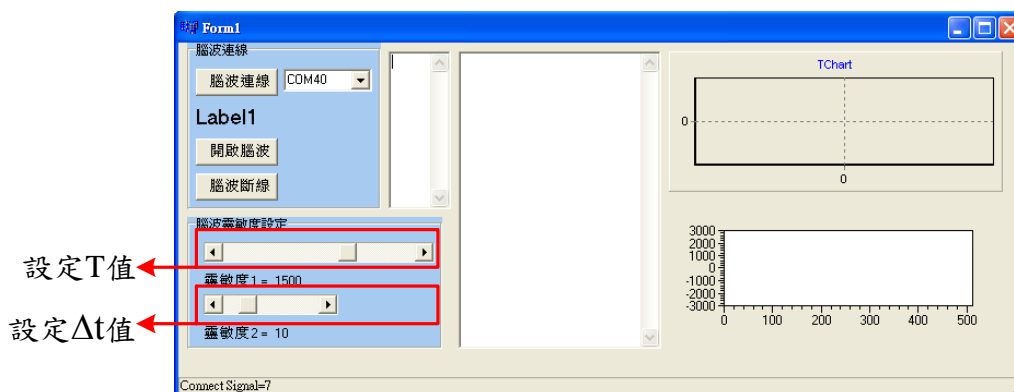 Form1
腦波連線
腦波連線 COM40
Label1
開啟腦波
腦波斷線
腦波靈敏度設定
靈敏度1 = 1500
靈敏度2 = 10
設定T值
設定Δt值
TChart
0
0
3000
2000
1000
0
-1000
-2000
-3000
0 100 200 300 400 500
Connect Signal=7